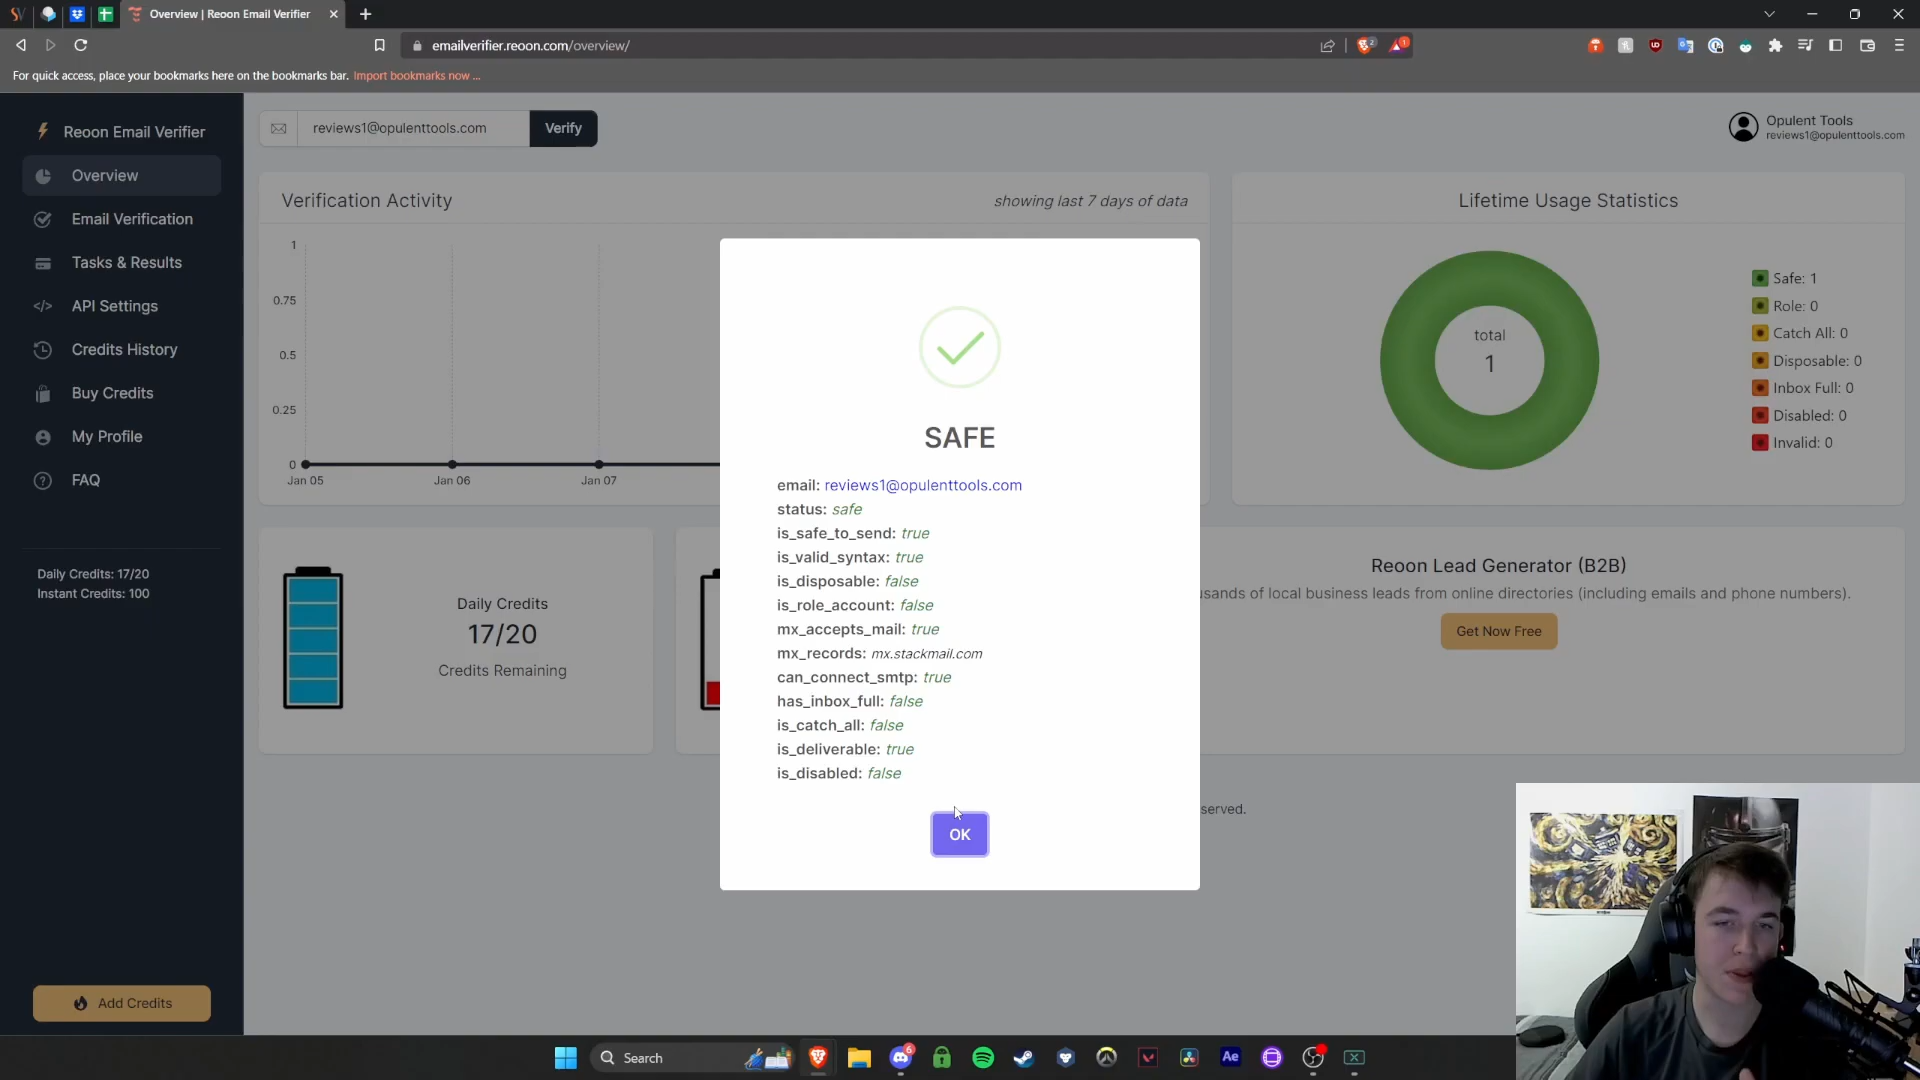 Overview | Reoon Email Verifier
emailverifier.reoon.com/overview/
For quick access, place your bookmarks here on the bookmarks bar. Import bookmarks now ...
Reoon Email Verifier
Overview
Email Verification
Tasks & Results
API Settings
Credits History
Buy Credits
My Profile
FAQ
Daily Credits: 17/20
Instant Credits: 100
Add Credits
reviews1@opulenttools.com
Verify
Opulent Tools
reviews1@opulenttools.com
Verification Activity
showing last 7 days of data
1
0.75
0.5
0.25
0
Jan 05
Jan 06
Jan 07
Lifetime Usage Statistics
total
1
Safe: 1
Role: 0
Catch All: 0
Disposable: 0
Inbox Full: 0
Disabled: 0
Invalid: 0
SAFE
email: reviews1@opulenttools.com
status: safe
is_safe_to_send: true
is_valid_syntax: true
is_disposable: false
is_role_account: false
mx_accepts_mail: true
mx_records: mx.stackmail.com
can_connect_smtp: true
has_inbox_full: false
is_catch_all: false
is_deliverable: true
is_disabled: false
OK
Daily Credits
17/20
Credits Remaining
Reoon Lead Generator (B2B)
usands of local business leads from online directories (including emails and phone numbers).
Get Now Free
served.
Search
6
Ae